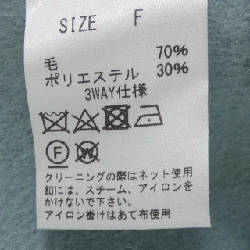 SIZE F
毛 70%
ポリエステル 30%
3WAY仕様
F W
クリーニングの際はネット使用
釦には、スチーム、アイロンを
かけないで下さい。
アイロン掛けはあて布使用